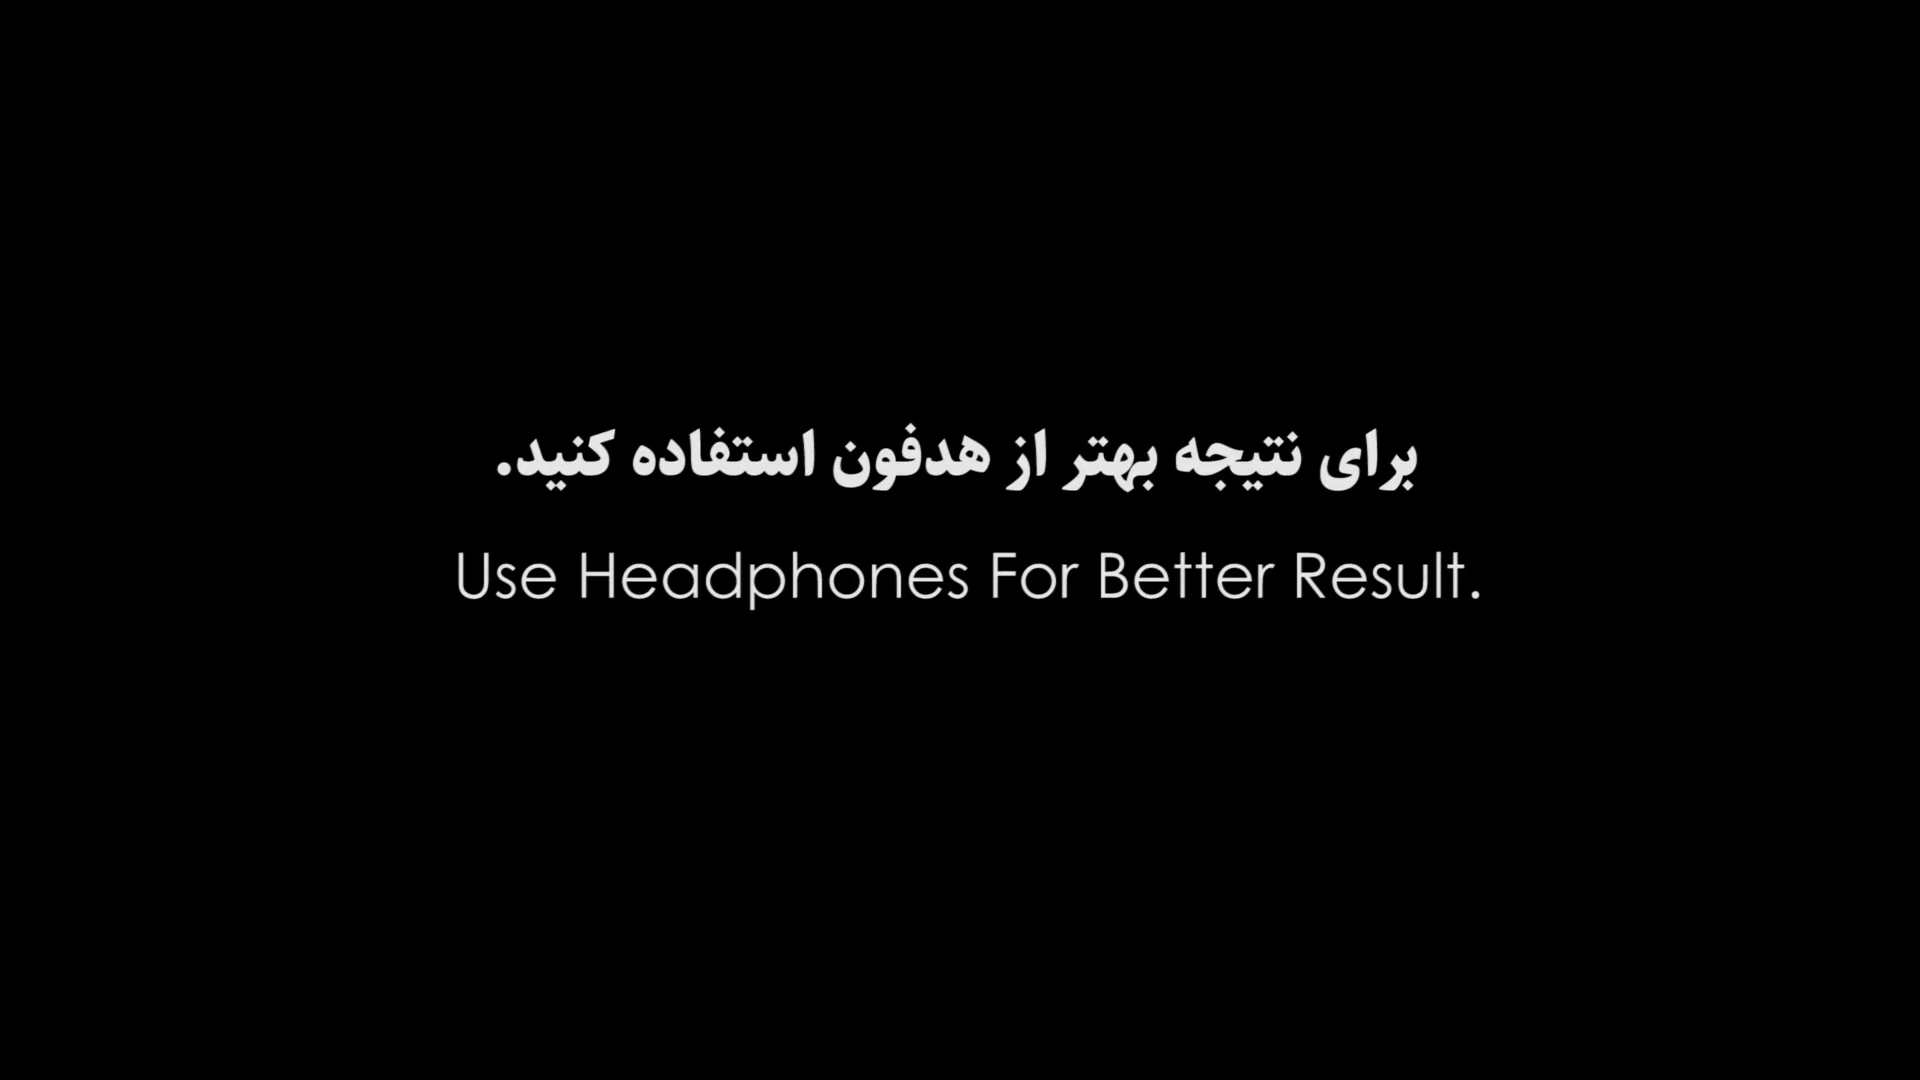 برای نتیجه بهتر از هدفون استفاده کنید.
Use Headphones For Better Result.